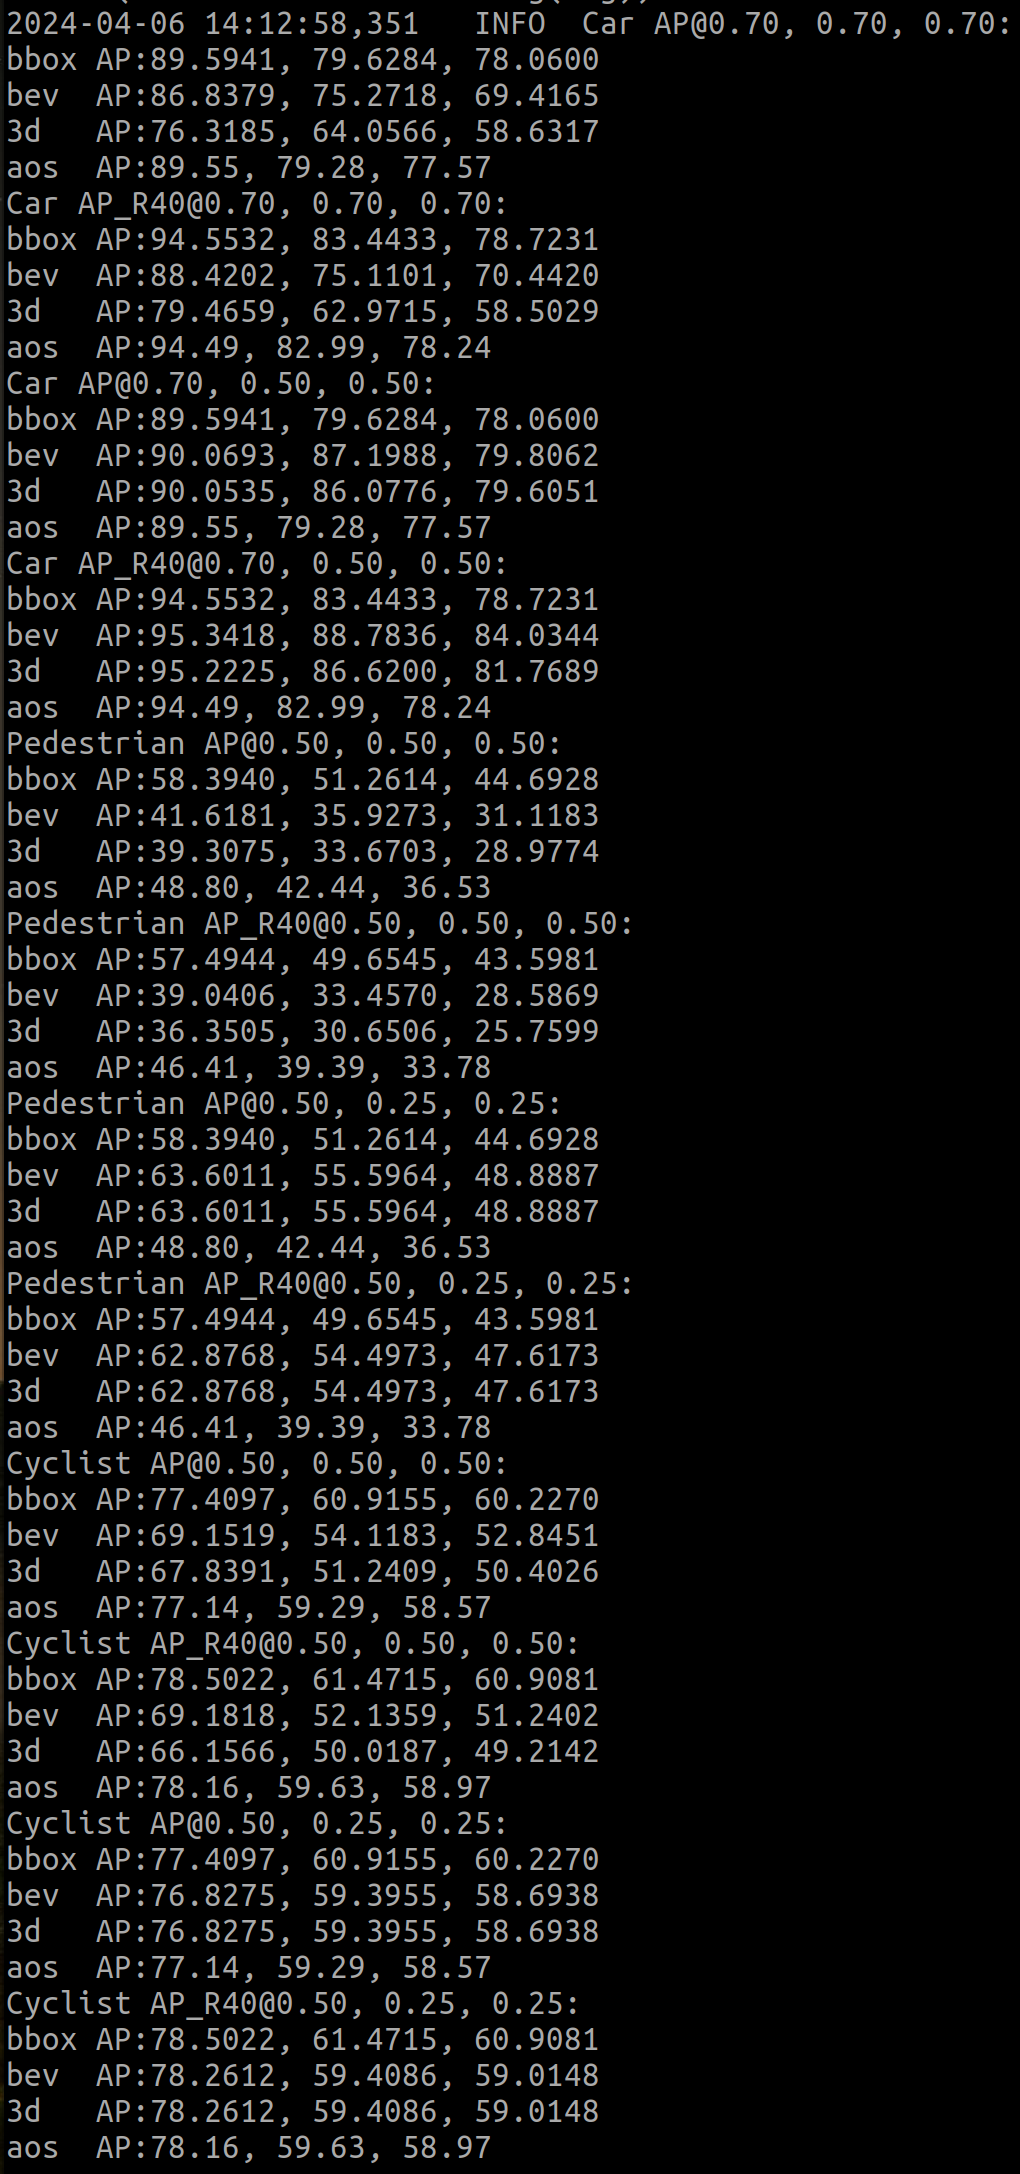 2024-04-06 14:12:58,351   INFO  Car AP@0.70, 0.70, 0.70:
bbox AP:89.5941, 79.6284, 78.0600
bev  AP:86.8379, 75.2718, 69.4165
3d   AP:76.3185, 64.0566, 58.6317
aos  AP:89.55, 79.28, 77.57
Car AP_R40@0.70, 0.70, 0.70:
bbox AP:94.5532, 83.4433, 78.7231
bev  AP:88.4202, 75.1101, 70.4420
3d   AP:79.4659, 62.9715, 58.5029
aos  AP:94.49, 82.99, 78.24
Car AP@0.70, 0.50, 0.50:
bbox AP:89.5941, 79.6284, 78.0600
bev  AP:90.0693, 87.1988, 79.8062
3d   AP:90.0535, 86.0776, 79.6051
aos  AP:89.55, 79.28, 77.57
Car AP_R40@0.70, 0.50, 0.50:
bbox AP:94.5532, 83.4433, 78.7231
bev  AP:95.3418, 88.7836, 84.0344
3d   AP:95.2225, 86.6200, 81.7689
aos  AP:94.49, 82.99, 78.24
Pedestrian AP@0.50, 0.50, 0.50:
bbox AP:58.3940, 51.2614, 44.6928
bev  AP:41.6181, 35.9273, 31.1183
3d   AP:39.3075, 33.6703, 28.9774
aos  AP:48.80, 42.44, 36.53
Pedestrian AP_R40@0.50, 0.50, 0.50:
bbox AP:57.4944, 49.6545, 43.5981
bev  AP:39.0406, 33.4570, 28.5869
3d   AP:36.3505, 30.6506, 25.7599
aos  AP:46.41, 39.39, 33.78
Pedestrian AP@0.50, 0.25, 0.25:
bbox AP:58.3940, 51.2614, 44.6928
bev  AP:63.6011, 55.5964, 48.8887
3d   AP:63.6011, 55.5964, 48.8887
aos  AP:48.80, 42.44, 36.53
Pedestrian AP_R40@0.50, 0.25, 0.25:
bbox AP:57.4944, 49.6545, 43.5981
bev  AP:62.8768, 54.4973, 47.6173
3d   AP:62.8768, 54.4973, 47.6173
aos  AP:46.41, 39.39, 33.78
Cyclist AP@0.50, 0.50, 0.50:
bbox AP:77.4097, 60.9155, 60.2270
bev  AP:69.1519, 54.1183, 52.8451
3d   AP:67.8391, 51.2409, 50.4026
aos  AP:77.14, 59.29, 58.57
Cyclist AP_R40@0.50, 0.50, 0.50:
bbox AP:78.5022, 61.4715, 60.9081
bev  AP:69.1818, 52.1359, 51.2402
3d   AP:66.1566, 50.0187, 49.2142
aos  AP:78.16, 59.63, 58.97
Cyclist AP@0.50, 0.25, 0.25:
bbox AP:77.4097, 60.9155, 60.2270
bev  AP:76.8275, 59.3955, 58.6938
3d   AP:76.8275, 59.3955, 58.6938
aos  AP:77.14, 59.29, 58.57
Cyclist AP_R40@0.50, 0.25, 0.25:
bbox AP:78.5022, 61.4715, 60.9081
bev  AP:78.2612, 59.4086, 59.0148
3d   AP:78.2612, 59.4086, 59.0148
aos  AP:78.16, 59.63, 58.97